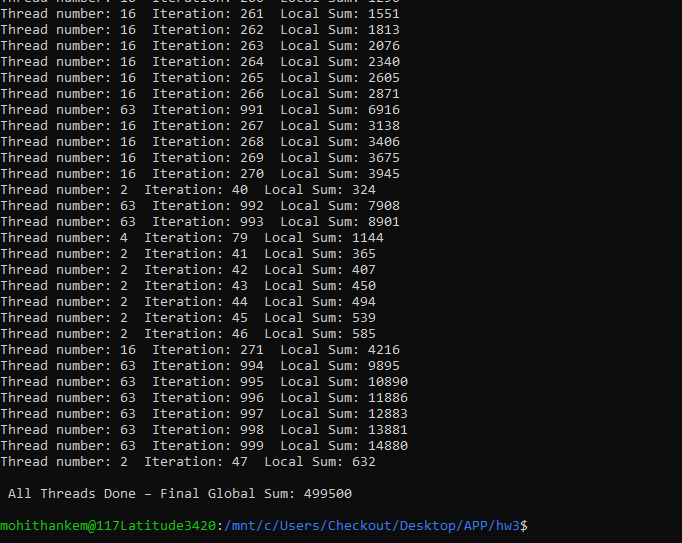 Thread number: 16  Iteration: 260  Local Sum: 1290
Thread number: 16  Iteration: 261  Local Sum: 1551
Thread number: 16  Iteration: 262  Local Sum: 1813
Thread number: 16  Iteration: 263  Local Sum: 2076
Thread number: 16  Iteration: 264  Local Sum: 2340
Thread number: 16  Iteration: 265  Local Sum: 2605
Thread number: 16  Iteration: 266  Local Sum: 2871
Thread number: 63  Iteration: 991  Local Sum: 6916
Thread number: 16  Iteration: 267  Local Sum: 3138
Thread number: 16  Iteration: 268  Local Sum: 3406
Thread number: 16  Iteration: 269  Local Sum: 3675
Thread number: 16  Iteration: 270  Local Sum: 3945
Thread number: 2  Iteration: 40  Local Sum: 324
Thread number: 63  Iteration: 992  Local Sum: 7908
Thread number: 63  Iteration: 993  Local Sum: 8901
Thread number: 4  Iteration: 79  Local Sum: 1144
Thread number: 2  Iteration: 41  Local Sum: 365
Thread number: 2  Iteration: 42  Local Sum: 407
Thread number: 2  Iteration: 43  Local Sum: 450
Thread number: 2  Iteration: 44  Local Sum: 494
Thread number: 2  Iteration: 45  Local Sum: 539
Thread number: 2  Iteration: 46  Local Sum: 585
Thread number: 16  Iteration: 271  Local Sum: 4216
Thread number: 63  Iteration: 994  Local Sum: 9895
Thread number: 63  Iteration: 995  Local Sum: 10890
Thread number: 63  Iteration: 996  Local Sum: 11886
Thread number: 63  Iteration: 997  Local Sum: 12883
Thread number: 63  Iteration: 998  Local Sum: 13881
Thread number: 63  Iteration: 999  Local Sum: 14880
Thread number: 2  Iteration: 47  Local Sum: 632
All Threads Done – Final Global Sum: 499500
mohithankem@117Latitude3420:/mnt/c/Users/Checkout/Desktop/APP/hw3$